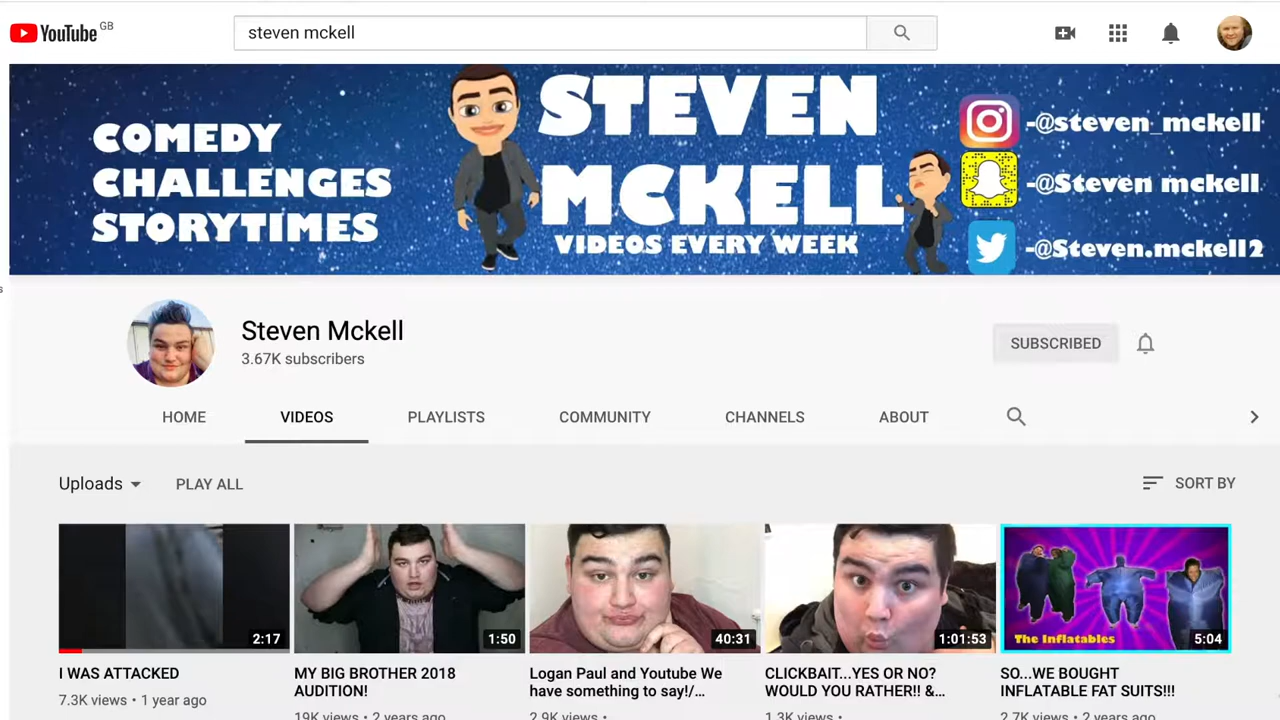 YouTube GB
steven mckell
COMEDY
CHALLENGES
STORYTIMES
STEVEN
MCKELL
VIDEOS EVERY WEEK
-@steven_mckell
-@Steven mckell
-@Steven.mckell2
Steven Mckell
3.67K subscribers
SUBSCRIBED
HOME
VIDEOS
PLAYLISTS
COMMUNITY
CHANNELS
ABOUT
Uploads
PLAY ALL
SORT BY
2:17
I WAS ATTACKED
7.3K views • 1 year ago
1:50
MY BIG BROTHER 2018
AUDITION!
19K views • 2 years ago
40:31
Logan Paul and Youtube We
have something to say!/...
2.9K views •
1:01:53
CLICKBAIT...YES OR NO?
WOULD YOU RATHER!! &...
1.3K views •
The Inflatables
5:04
SO...WE BOUGHT
INFLATABLE FAT SUITS!!!
2.7K views • 2 years ago